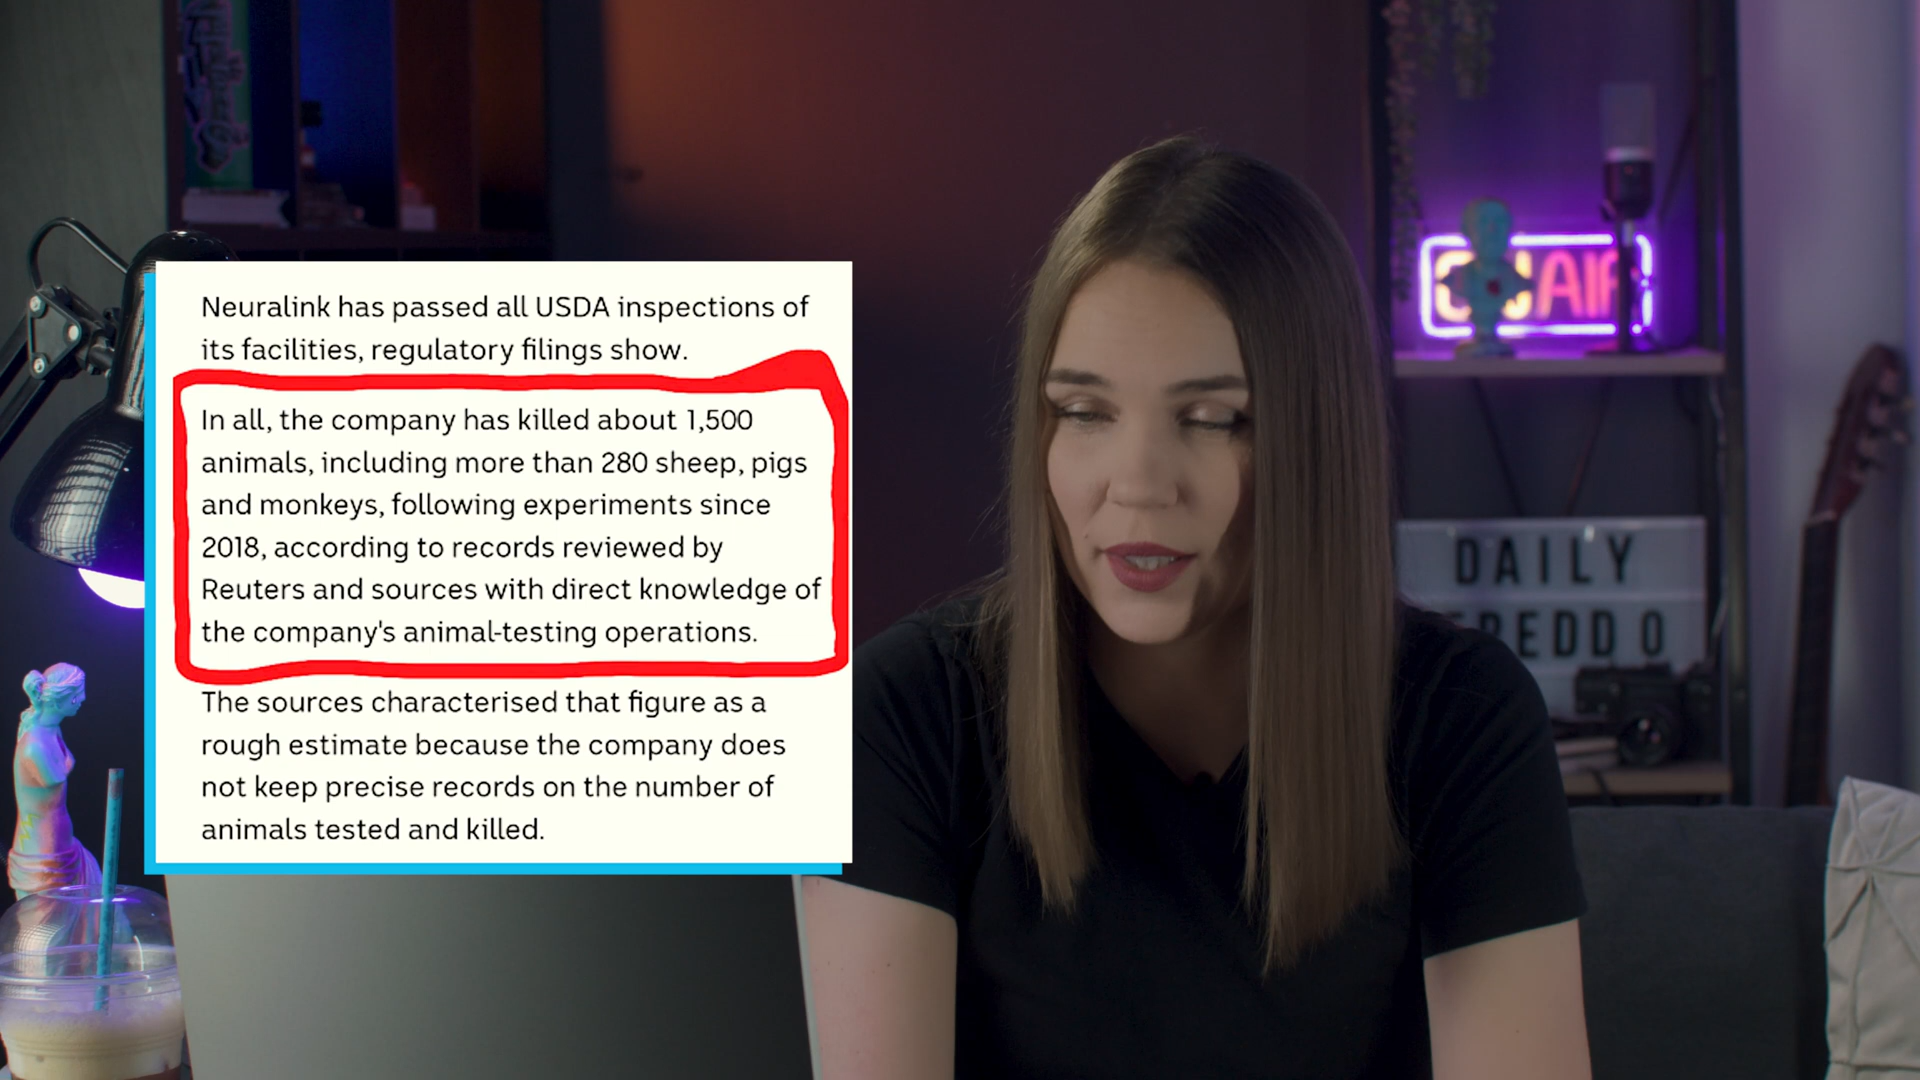 Neuralink has passed all USDA inspections of
its facilities, regulatory filings show.
In all, the company has killed about 1,500
animals, including more than 280 sheep, pigs
and monkeys, following experiments since
2018, according to records reviewed by
Reuters and sources with direct knowledge of
the company's animal-testing operations.
The sources characterised that figure as a
rough estimate because the company does
not keep precise records on the number of
animals tested and killed.
AIR
DAILY